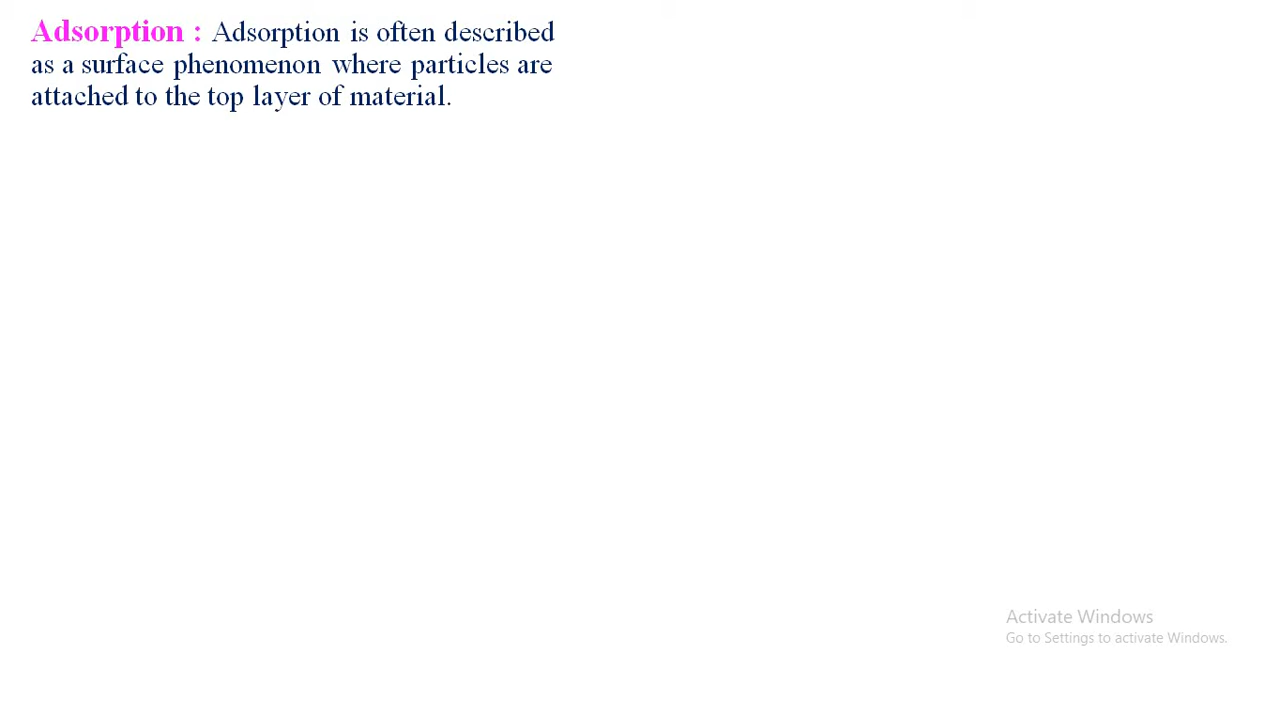 Adsorption : Adsorption is often described
as a surface phenomenon where particles are
attached to the top layer of material.
Activate Windows
Go to Settings to activate Windows.